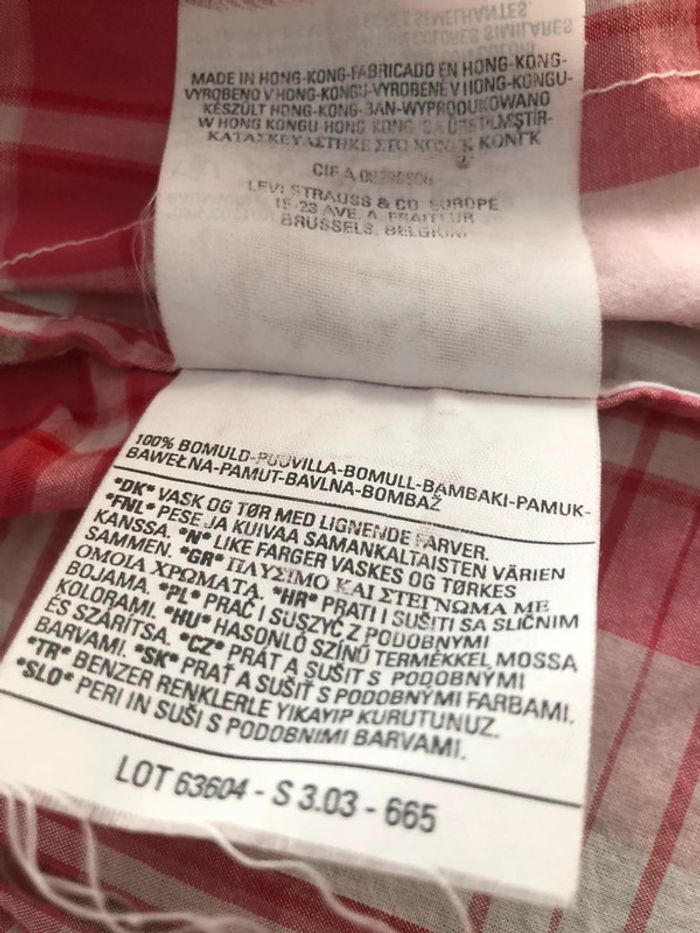 MADE IN HONG-KONG-FABRICADO EN HONG-KONG-
VYROBENO V HONG-KONGU-VYROBENÉ V HONG-KONGU-
KÉSZÜLT HONG-KONG-BAN-WYPRODUKOWANO
W HONG KONGU-HONG KONG
ΚΑΤΑΣΚΕΥΑΣΤΗΚΕ ΣΤΟ ΧΟΝΓΚ ΚΟΝΓΚ
CIF A
LEVI STRAUSS & CO EUROPE
15-23 AVE. A. FRAITEUR
BRUSSELS, BELGIUM
100% BOMULD-PUUVILLA-BOMULL-BAMBAKI-PAMUK-
BAWEŁNA-PAMUT-BAVLNA-BOMBAŽ
*DK* VASK OG TØR MED LIGNENDE FARVER.
*FNL* PESE JA KUIVAA SAMANKALTAISTEN VÄRIEN
KANSSA. *N* LIKE FARGER VASKES OG TØRKES
SAMMEN. *GR* ΠΛΥΣΙΜΟ ΚΑΙ ΣΤΕΓΝΩΜΑ ΜΕ
ΟΜΟΙΑ ΧΡΩΜΑΤΑ. *HR* PRATI I SUŠITI SA SLIČNIM
BOJAMA. *PL* PRAĆ I SUSZYĆ Z PODOBNYMI
KOLORAMI. *HU* HASONLÓ SZÍNŰ TERMÉKKEL MOSSA
ÉS SZÁRÍTSA. *CZ* PRÁT A SUŠIT S PODOBNÝMI
BARVAMI. *SK* PRAŤ A SUŠIŤ S PODOBNÝMI FARBAMI.
*TR* BENZER RENKLERLE YIKAYIP KURUTUNUZ.
*SLO* PERI IN SUŠI S PODOBNIMI BARVAMI.
LOT 63604 - S 3.03 - 665